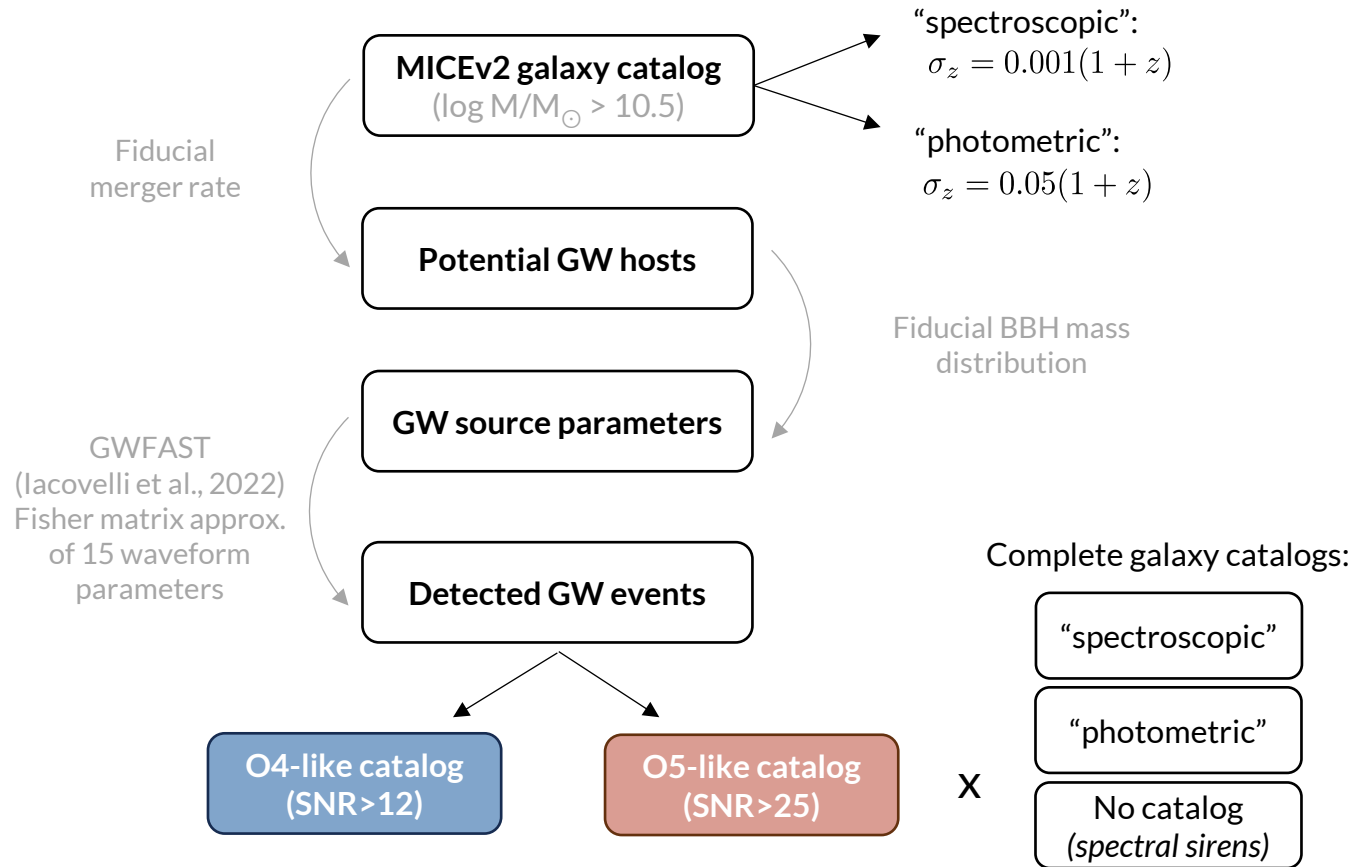 MICEv2 galaxy catalog
(log M/M☉ > 10.5)
“spectroscopic”:
σ_z = 0.001(1 + z)
“photometric”:
σ_z = 0.05(1 + z)
Fiducial
merger rate
Potential GW hosts
Fiducial BBH mass
distribution
GW source parameters
GWFAST
(Iacovelli et al., 2022)
Fisher matrix approx.
of 15 waveform
parameters
Detected GW events
O4-like catalog
(SNR>12)
O5-like catalog
(SNR>25)
x
Complete galaxy catalogs:
“spectroscopic”
“photometric”
No catalog
(spectral sirens)